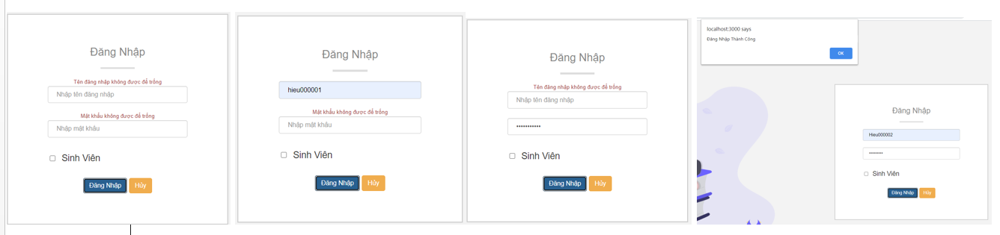 Đăng Nhập
Tên đăng nhập không được để trống
Nhập tên đăng nhập
Mật khẩu không được để trống
Nhập mật khẩu
Sinh Viên
Đăng Nhập Hủy
Đăng Nhập
hieu000001
Mật khẩu không được để trống
Nhập mật khẩu
Sinh Viên
Đăng Nhập Hủy
Đăng Nhập
Tên đăng nhập không được để trống
Nhập tên đăng nhập
•••••••••••
Sinh Viên
Đăng Nhập Hủy
localhost:3000 says
Đăng Nhập Thành Công
OK
Đăng Nhập
Hieu000002
•••••••••
Sinh Viên
Đăng Nhập Hủy